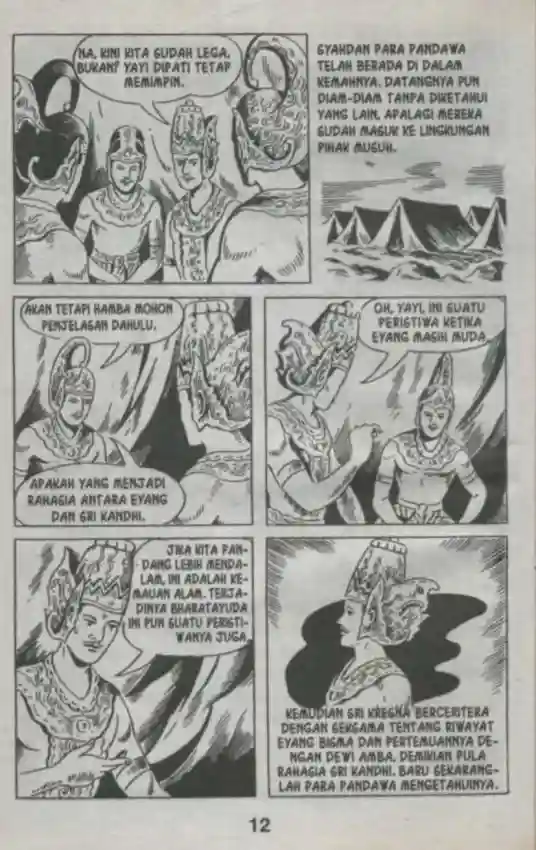 NA, KINI KITA SUDAH LEGA,
BUKAN? YAYI DIPATI TETAP
MEMIMPIN.
SYAHDAN PARA PANDAWA
TELAH BERADA DI DALAM
KEMAHNYA. DATANGNYA PUN
DIAM-DIAM TANPA DIKETAHUI
YANG LAIN. APALAGI MEREKA
SUDAH MASUK KE LINGKUNGAN
PIHAK MUSUH.
AKAN TETAPI HAMBA MOHON
PENJELASAN DAHULU.
APAKAH YANG MENJADI
RAHASIA ANTARA EYANG
DAN SRI KANDHI.
OH, YAYI, INI SUATU
PERISTIWA KETIKA
EYANG MASIH MUDA.
JIKA KITA PAN-
DANG LEBIH MENDA-
LAM, INI ADALAH KE-
MAUAN ALAM. TERJA-
DINYA BHARATAYUDA
INI PUN SUATU PERISTI-
WANYA JUGA.
KEMUDIAN SRI KRESNA BERCERITERA
DENGAN SEKSAMA TENTANG RIWAYAT
EYANG BISMA DAN PERTEMUANNYA DE-
NGAN DEWI AMBA. DEMIKIAN PULA
RAHASIA SRI KANDHI. BARU SEKARANG-
LAH PARA PANDAWA MENGETAHUINYA.
12